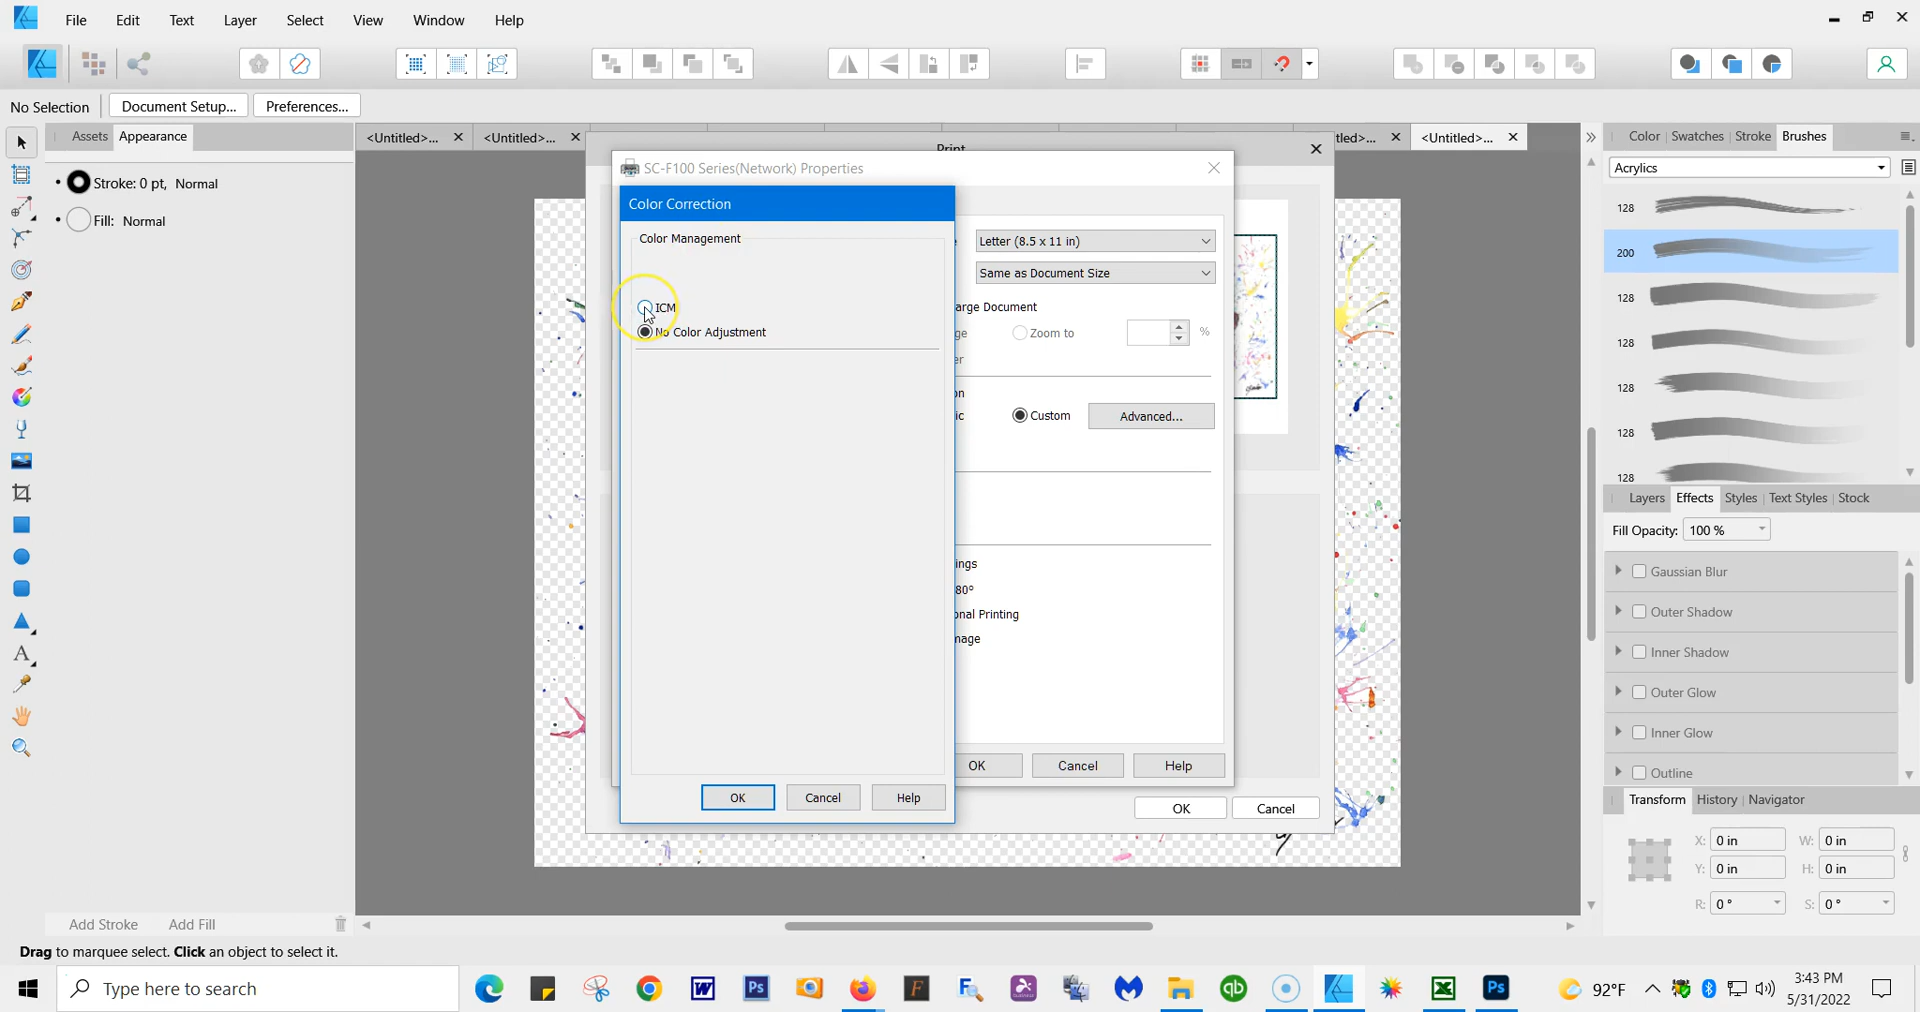 File Edit Text Layer Select View Window Help
No Selection Document Setup... Preferences...
Assets Appearance
<Untitled>... <Untitled>... <Untitled>...
Color Swatches Stroke Brushes
Print
SC-F100 Series(Network) Properties
Acrylics
Stroke: 0 pt, Normal
Fill: Normal
Color Correction
Color Management
ICM
No Color Adjustment
OK Cancel Help
Letter (8.5 x 11 in)
Same as Document Size
arge Document
Zoom to %
Custom Advanced...
ings
80°
onal Printing
mage
OK Cancel Help
OK Cancel
128
200
128
128
128
128
128
Layers Effects Styles Text Styles Stock
Fill Opacity: 100 %
Gaussian Blur
Outer Shadow
Inner Shadow
Outer Glow
Inner Glow
Outline
Transform History Navigator
X: 0 in W: 0 in
Y: 0 in H: 0 in
R: 0 ° S: 0 °
Add Stroke Add Fill
Drag to marquee select. Click an object to select it.
Type here to search
92°F
3:43 PM
5/31/2022